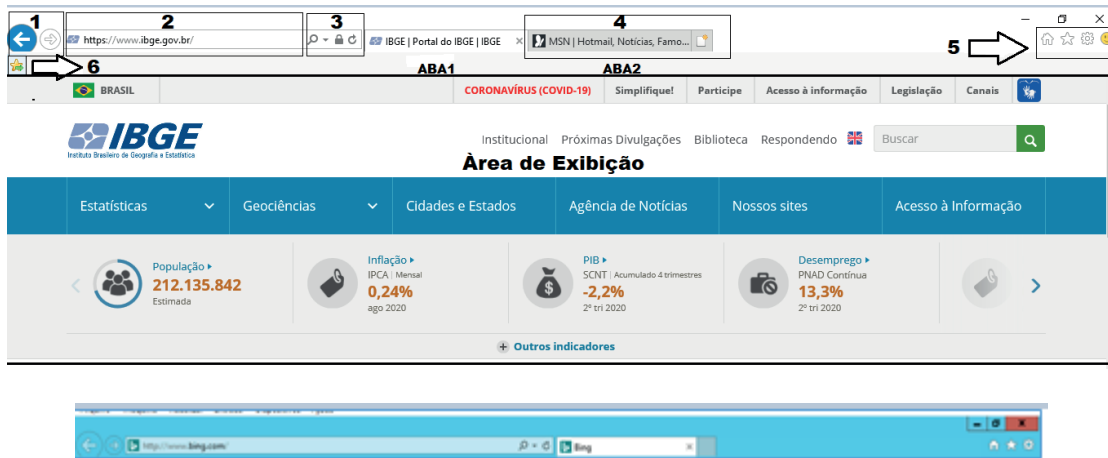 1 2 3 4
https://www.ibge.gov.br/ IBGE | Portal do IBGE | IBGE MSN | Hotmail, Notícias, Famo...
5
6 ABA1 ABA2
BRASIL CORONAVÍRUS (COVID-19) Simplifique! Participe Acesso à informação Legislação Canais
IBGE
Instituto Brasileiro de Geografia e Estatística
Institucional Próximas Divulgações Biblioteca Respondendo Buscar
Àrea de Exibição
Estatísticas Geociências Cidades e Estados Agência de Notícias Nossos sites Acesso à Informação
População
212.135.842
Estimada
Inflação
IPCA | Mensal
0,24%
ago 2020
PIB
SCNT | Acumulado 4 trimestres
-2,2%
2º tri 2020
Desemprego
PNAD Contínua
13,3%
2º tri 2020
Outros indicadores
http://www.bing.com/ Bing